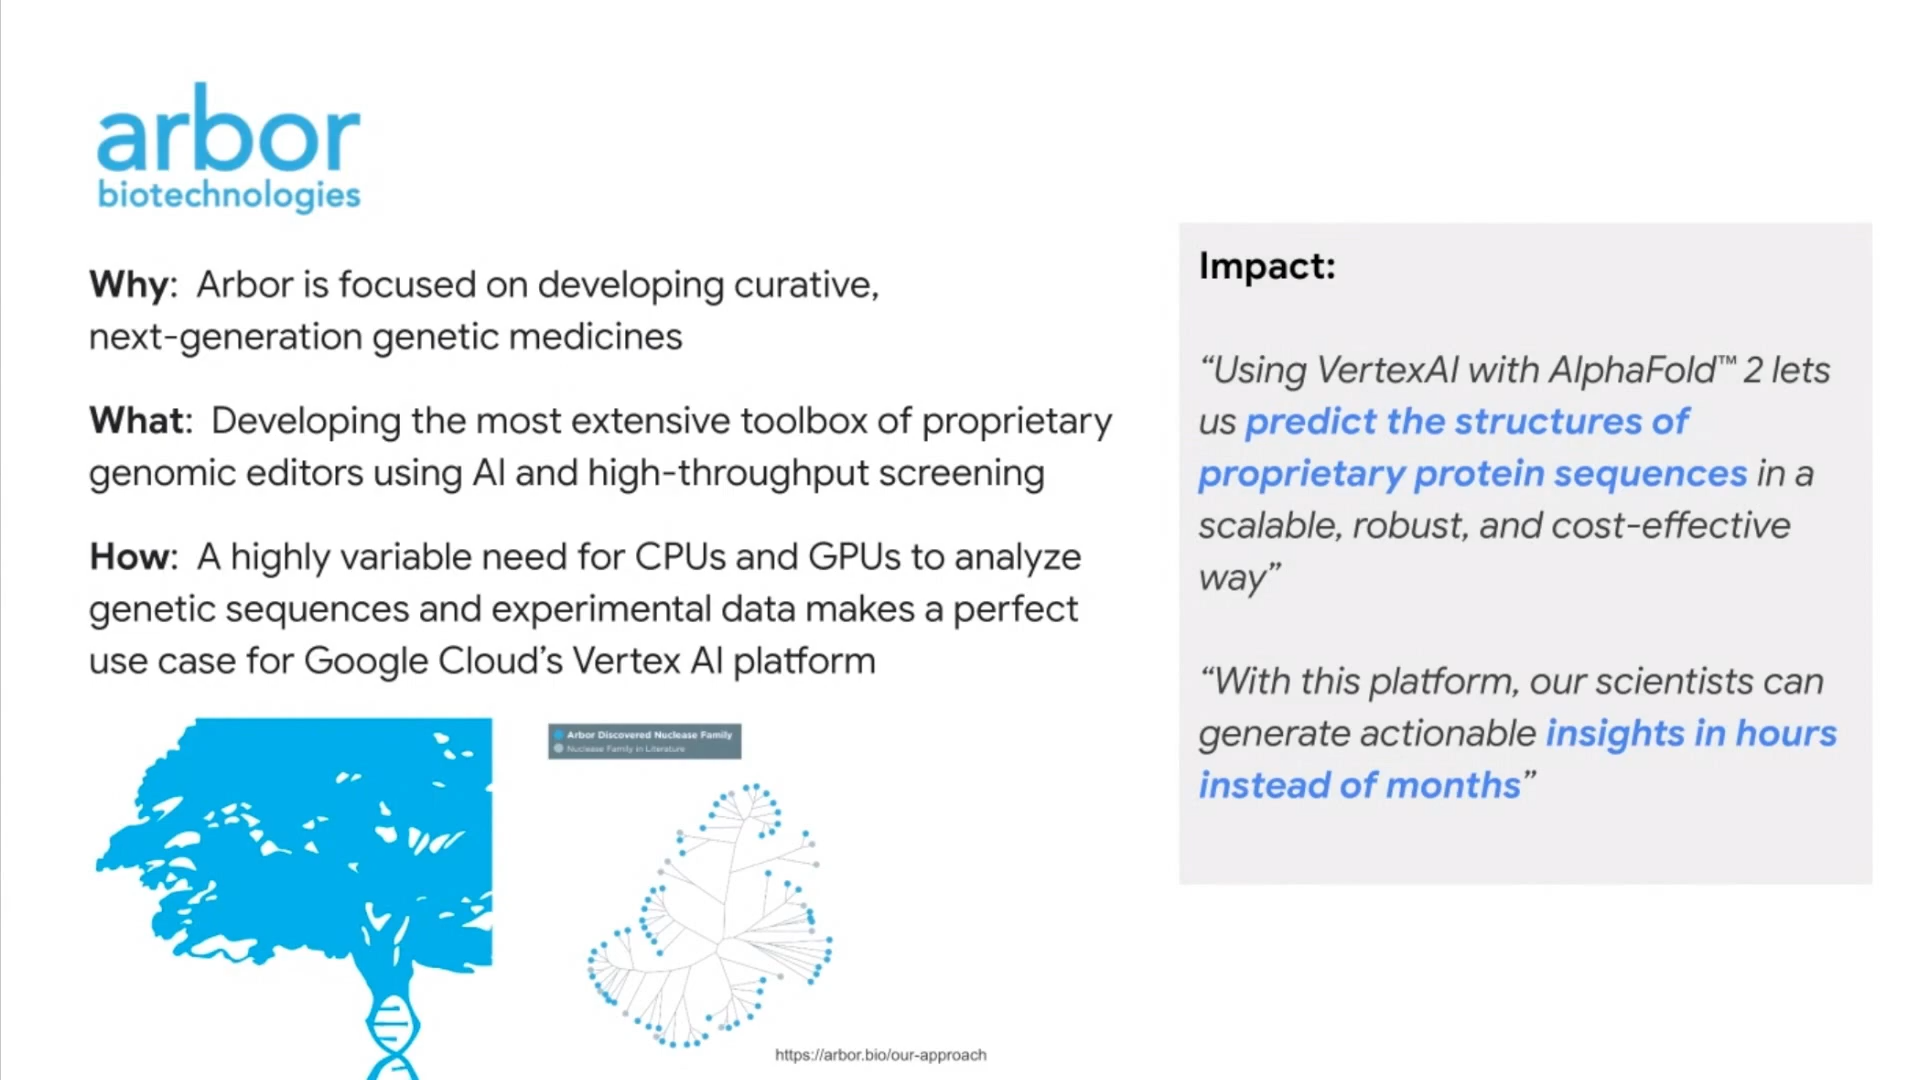 arbor
biotechnologies
Why:  Arbor is focused on developing curative,
next-generation genetic medicines
What:  Developing the most extensive toolbox of proprietary
genomic editors using AI and high-throughput screening
How:  A highly variable need for CPUs and GPUs to analyze
genetic sequences and experimental data makes a perfect
use case for Google Cloud’s Vertex AI platform
Arbor Discovered Nuclease Family
Nuclease Family in Literature
https://arbor.bio/our-approach
Impact:
“Using VertexAI with AlphaFold™ 2 lets
us predict the structures of
proprietary protein sequences in a
scalable, robust, and cost-effective
way”
“With this platform, our scientists can
generate actionable insights in hours
instead of months”